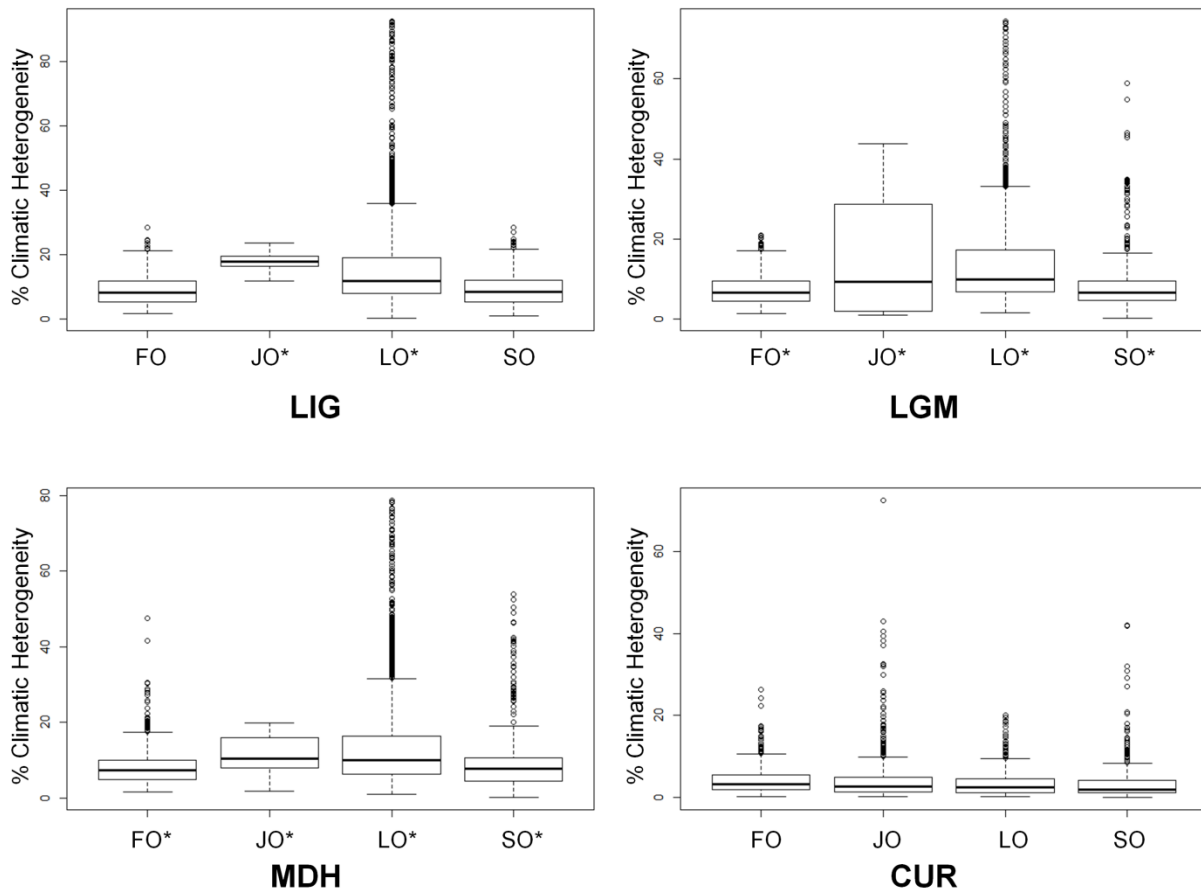 % Climatic Heterogeneity
0 20 40 60 80
FO JO* LO* SO
LIG
% Climatic Heterogeneity
0 20 40 60
FO* JO* LO* SO*
LGM
% Climatic Heterogeneity
0 20 40 60 80
FO* JO* LO* SO*
MDH
% Climatic Heterogeneity
0 20 40 60
FO JO LO SO
CUR